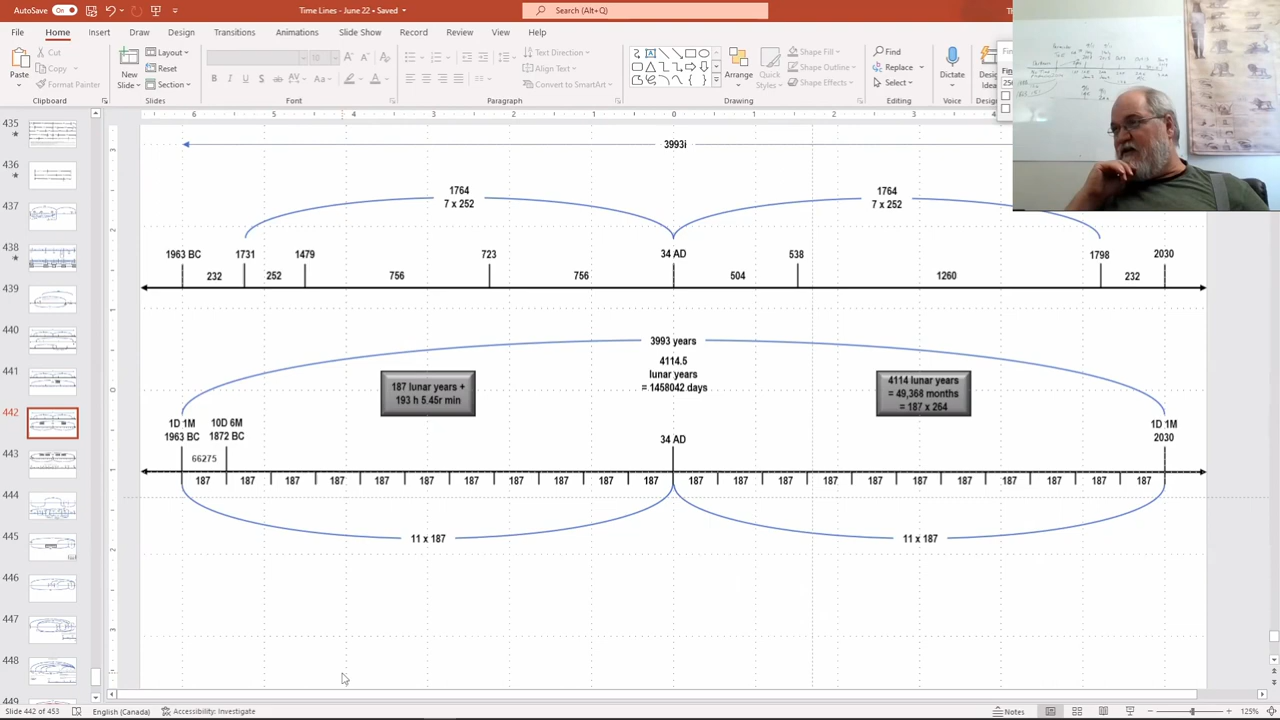 AutoSave On
Time Lines - June 22 • Saved
Search (Alt+Q)
File Home Insert Draw Design Transitions Animations Slide Show Record Review View Help
Paste
Cut
Copy
Format Painter
Clipboard
New Slide
Layout
Reset
Section
Slides
Font
Text Direction
Align Text
Convert to SmartArt
Paragraph
Arrange
Quick Styles
Shape Fill
Shape Outline
Shape Effects
Drawing
Find
Replace
Select
Editing
Dictate
Voice
435
436
437
438
439
440
441
442
443
444
445
446
447
448
449
3993i
1764
7 x 252
1764
7 x 252
1963 BC 1731 1479 723 34 AD 538 1798 2030
232 252 756 756 504 1260 232
3993 years
4114.5
lunar years
= 1458042 days
187 lunar years +
193 h 5.45r min
4114 lunar years
= 49,368 months
= 187 x 264
1D 1M 10D 6M 1D 1M
1963 BC 1872 BC 34 AD 2030
66275
187 187 187 187 187 187 187 187 187 187 187 187 187 187 187 187 187 187 187 187 187 187
11 x 187 11 x 187
Slide 442 of 453
English (Canada)
Accessibility: Investigate
Notes
125%